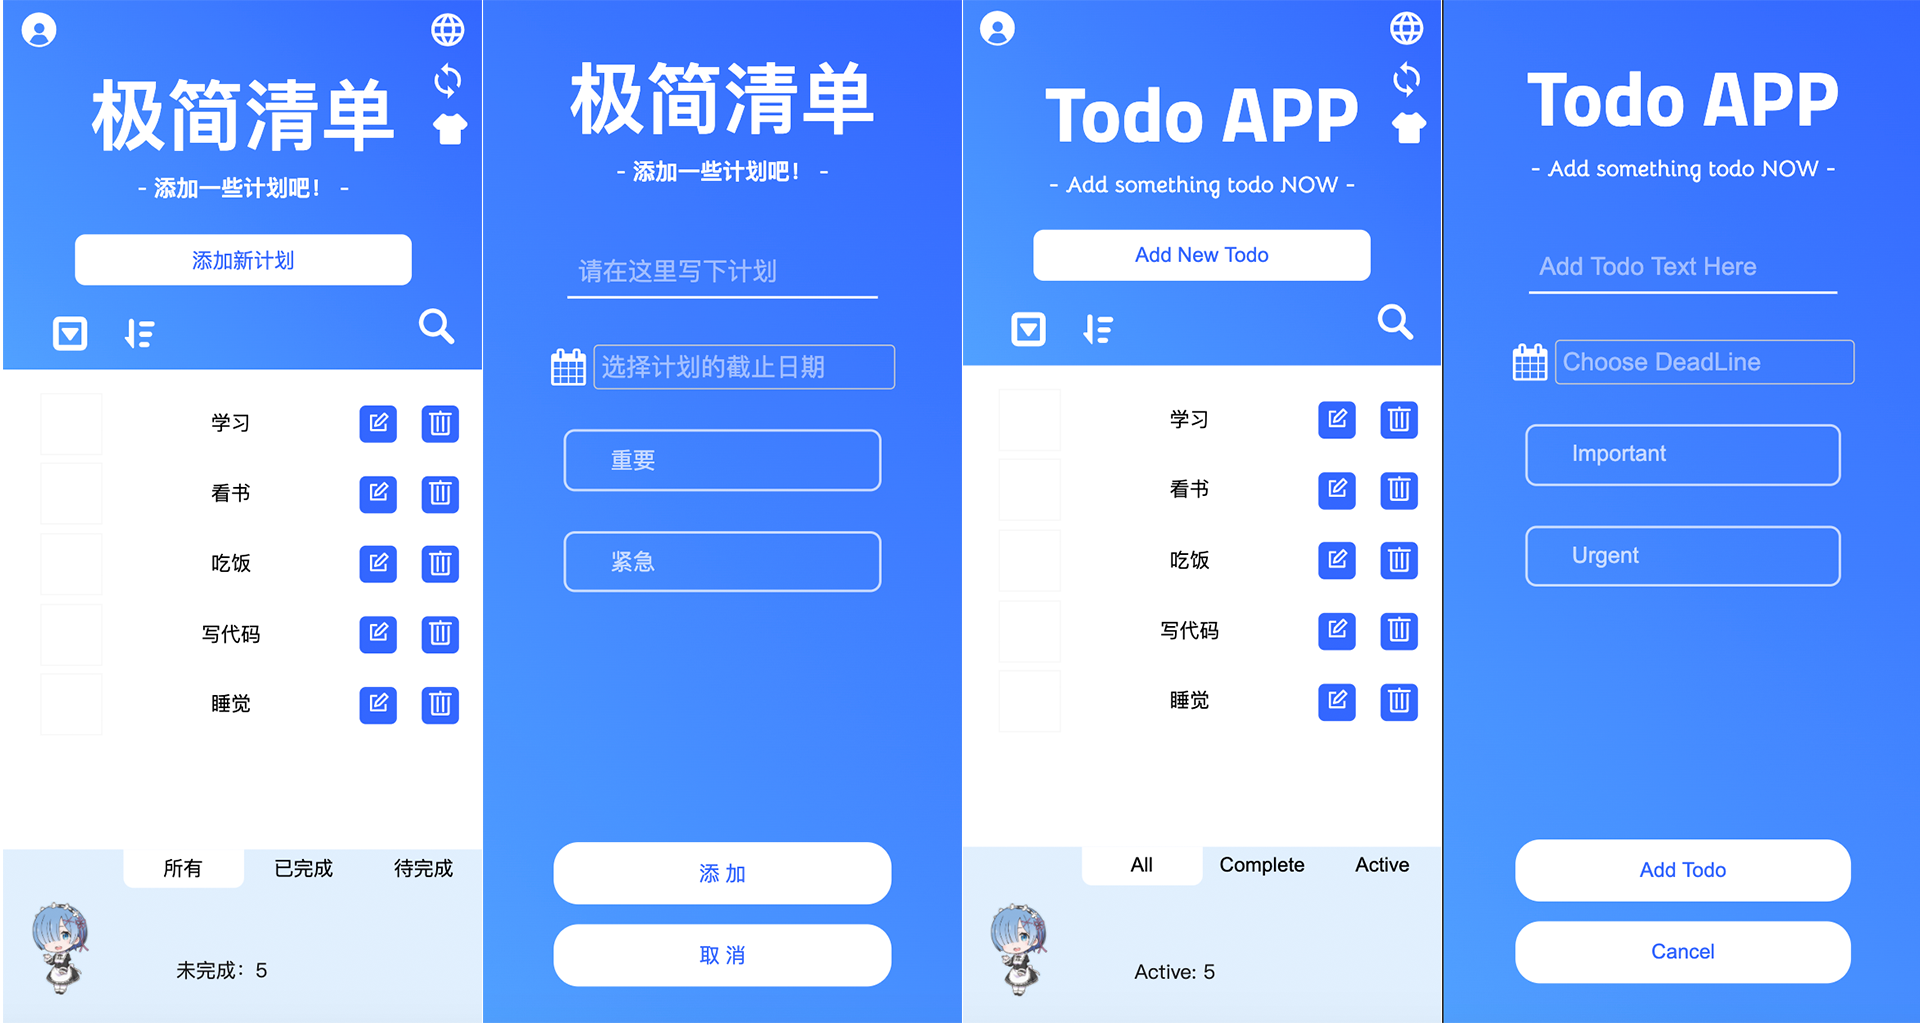 极简清单
- 添加一些计划吧！ -
添加新计划
学习
看书
吃饭
写代码
睡觉
所有 已完成 待完成
未完成：5
极简清单
- 添加一些计划吧！ -
请在这里写下计划
选择计划的截止日期
重要
紧急
添 加
取 消
Todo APP
- Add something todo NOW -
Add New Todo
学习
看书
吃饭
写代码
睡觉
All Complete Active
Active: 5
Todo APP
- Add something todo NOW -
Add Todo Text Here
Choose DeadLine
Important
Urgent
Add Todo
Cancel